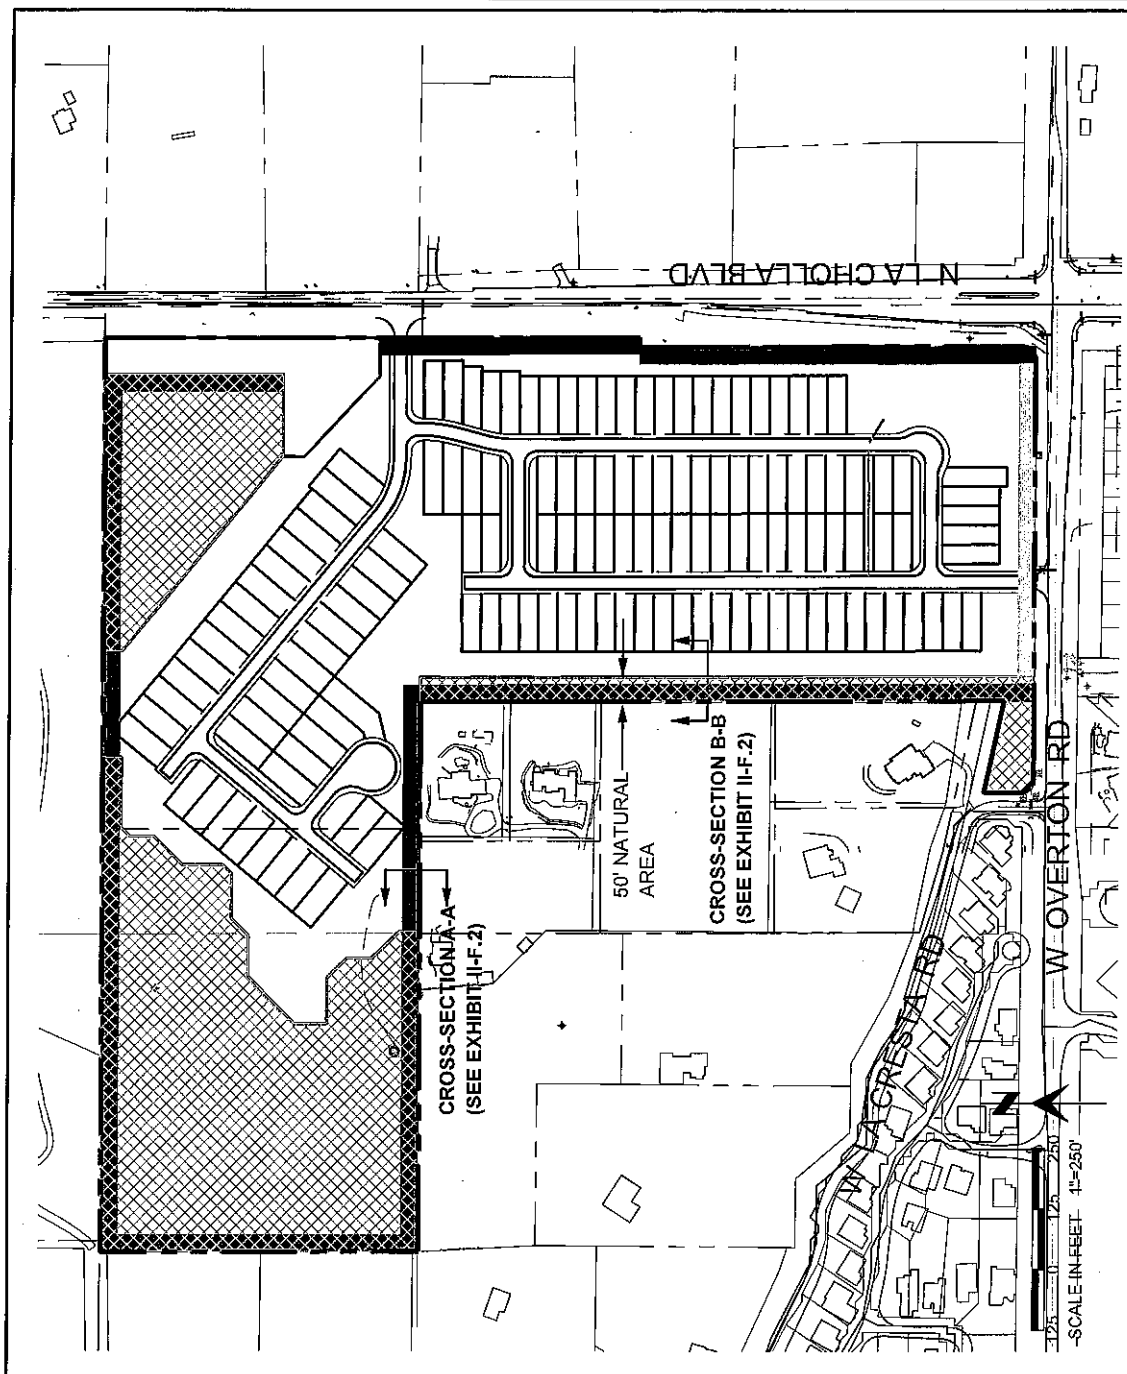 N LA CHOLLA BLVD
50' NATURAL
AREA
CROSS-SECTION B-B
(SEE EXHIBIT II-F.2)
CROSS-SECTION A-A
(SEE EXHIBIT II-F.2)
W OVERTON RD
W LA CRESTA RD
N
125 0 125 250
SCALE IN FEET 1"=250'